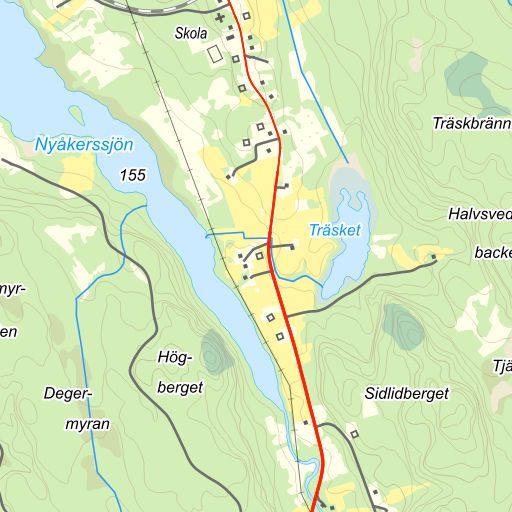 Skola
Träskbränn
Nyåkerssjön
155
Halvsved
backe
Träsket
myr-
en
Hög-
berget
Deger-
myran
Sidlidberget
Tjä